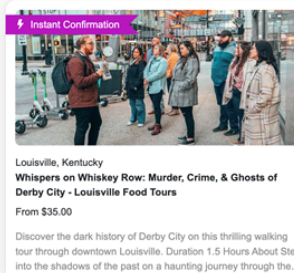 Instant Confirmation
Louisville, Kentucky
Whispers on Whiskey Row: Murder, Crime, & Ghosts of
Derby City - Louisville Food Tours
From $35.00
Discover the dark history of Derby City on this thrilling walking
tour through downtown Louisville. Duration 1.5 Hours About Ste
into the shadows of the past on a haunting journey through the.